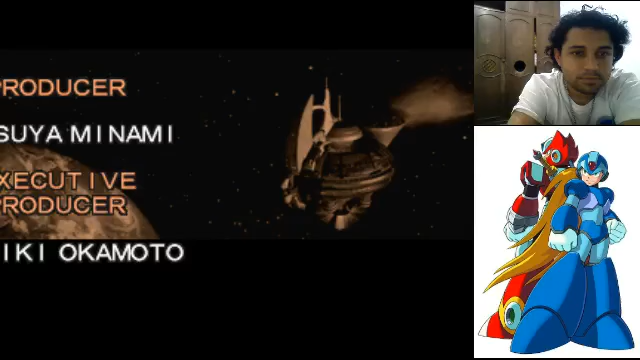 PRODUCER
SUYA MINAMI
XECUTIVE
PRODUCER
IKI OKAMOTO